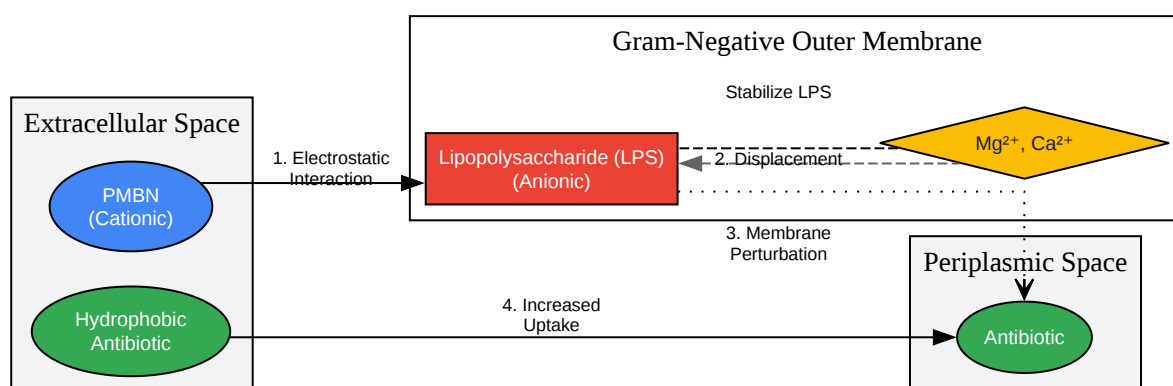 Gram-Negative Outer Membrane
Stabilize LPS
Extracellular Space
Mg²⁺, Ca²⁺
1. Electrostatic
Interaction
Lipopolysaccharide (LPS)
(Anionic)
2. Displacement
PMBN
(Cationic)
3. Membrane
Perturbation
Periplasmic Space
Hydrophobic
Antibiotic
4. Increased
Uptake
Antibiotic